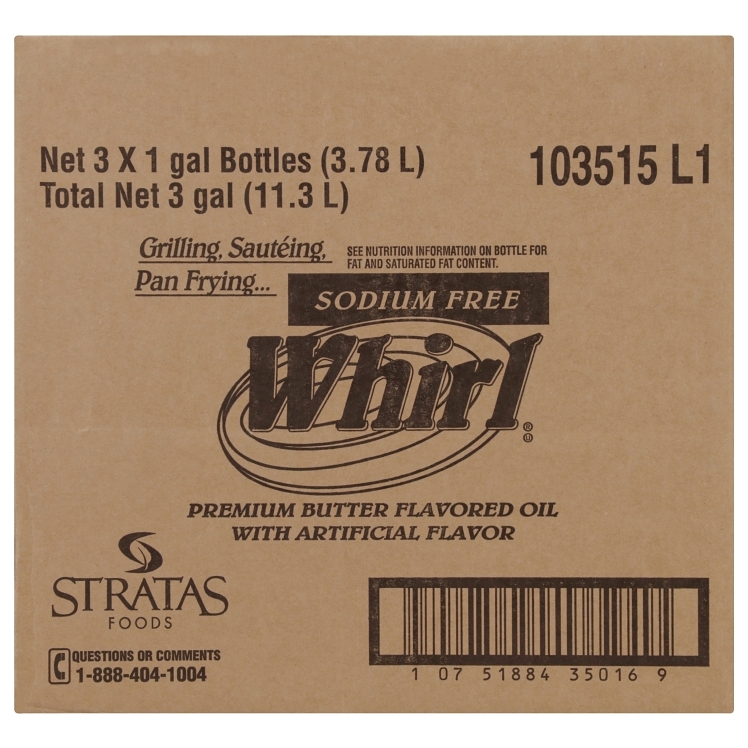 Net 3 X 1 gal Bottles (3.78 L)
Total Net 3 gal (11.3 L)
103515 L1
Grilling, Sautéing,
Pan Frying...
SEE NUTRITION INFORMATION ON BOTTLE FOR
FAT AND SATURATED FAT CONTENT.
SODIUM FREE
Whirl®
Ⓤ
PREMIUM BUTTER FLAVORED OIL
WITH ARTIFICIAL FLAVOR
STRATAS
FOODS
QUESTIONS OR COMMENTS
1-888-404-1004
1 07 51884 35016 9